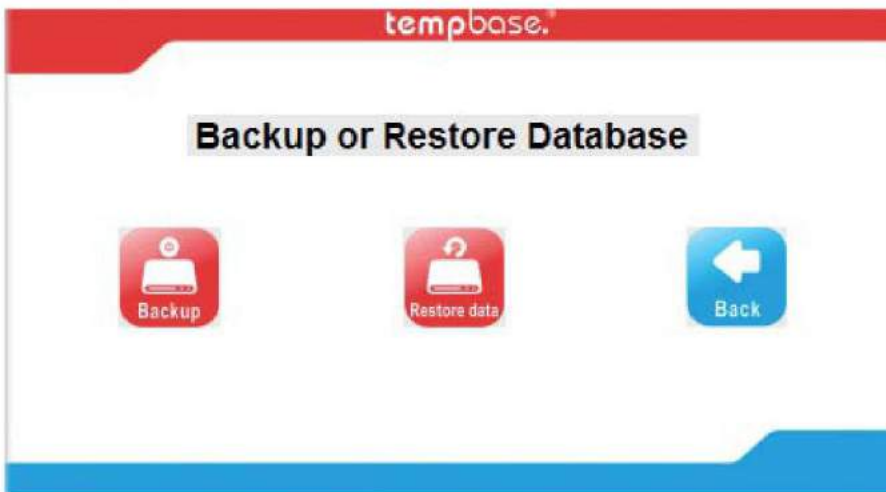 tempbase.®
Backup or Restore Database
Backup
Restore data
Back